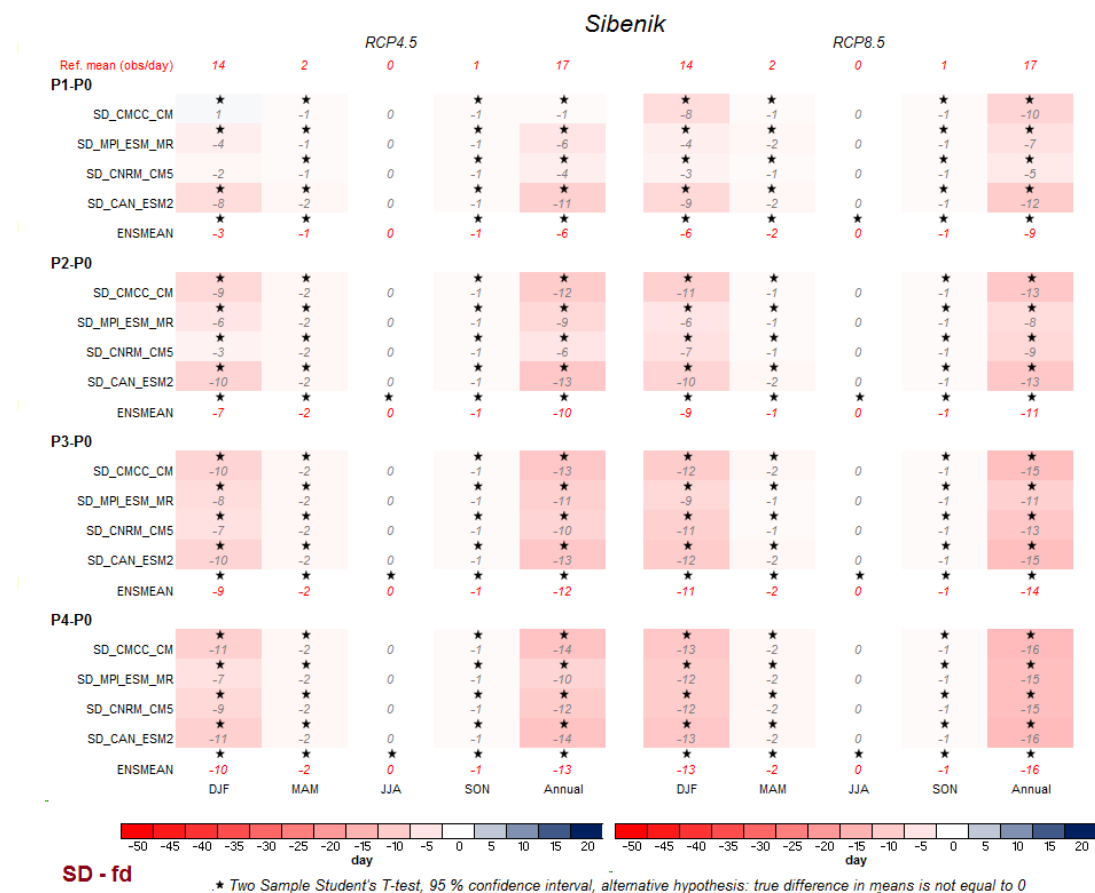 Sibenik
RCP4.5 RCP8.5
Ref. mean (obs/day) 14 2 0 1 17 14 2 0 1 17
P1-P0
SD_CMCC_CM 1 -1 0 -1 -1 -8 -1 0 -1 -10
SD_MPI_ESM_MR -4 -1 0 -1 -6 -4 -2 0 -1 -7
SD_CNRM_CM5 -2 -1 0 -1 -4 -3 -1 0 -1 -5
SD_CAN_ESM2 -8 -2 0 -1 -11 -9 -2 0 -1 -12
ENSMEAN -3 -1 0 -1 -6 -6 -2 0 -1 -9
P2-P0
SD_CMCC_CM -9 -2 0 -1 -12 -11 -1 0 -1 -13
SD_MPI_ESM_MR -6 -2 0 -1 -9 -6 -1 0 -1 -8
SD_CNRM_CM5 -3 -2 0 -1 -6 -7 -1 0 -1 -9
SD_CAN_ESM2 -10 -2 0 -1 -13 -10 -2 0 -1 -13
ENSMEAN -7 -2 0 -1 -10 -9 -1 0 -1 -11
P3-P0
SD_CMCC_CM -10 -2 0 -1 -13 -12 -2 0 -1 -15
SD_MPI_ESM_MR -8 -2 0 -1 -11 -9 -1 0 -1 -11
SD_CNRM_CM5 -7 -2 0 -1 -10 -11 -1 0 -1 -13
SD_CAN_ESM2 -10 -2 0 -1 -13 -12 -2 0 -1 -15
ENSMEAN -9 -2 0 -1 -12 -11 -2 0 -1 -14
P4-P0
SD_CMCC_CM -11 -2 0 -1 -14 -13 -2 0 -1 -16
SD_MPI_ESM_MR -7 -2 0 -1 -10 -12 -2 0 -1 -15
SD_CNRM_CM5 -9 -2 0 -1 -12 -12 -2 0 -1 -15
SD_CAN_ESM2 -11 -2 0 -1 -14 -13 -2 0 -1 -16
ENSMEAN -10 -2 0 -1 -13 -13 -2 0 -1 -16
DJF MAM JJA SON Annual DJF MAM JJA SON Annual
-50 -45 -40 -30 -25 -20 -15 -10 -5 0 5 10 15 20 -50 -45 -40 -30 -25 -20 -15 -10 -5 0 5 10 15 20
day day
SD - fd
★ Two Sample Student's T-test, 95 % confidence interval, alternative hypothesis: true difference in means is not equal to 0